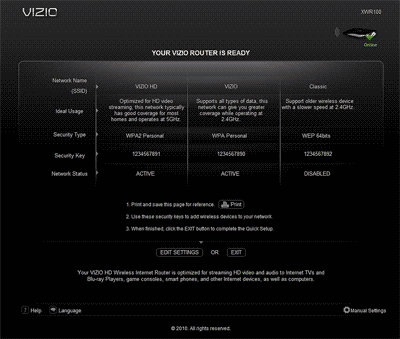 VIZIO
XWR100
Online
YOUR VIZIO ROUTER IS READY
Network Name (SSID) VIZIO HD VIZIO Classic
Ideal Usage
Optimized for HD video streaming, this network typically has good coverage for most homes and operates at 5GHz.
Supports all types of data, this network can give you greater coverage while operating at 2.4GHz.
Support older wireless device with a slower speed at 2.4GHz.
Security Type WPA2 Personal WPA Personal WEP 64bits
Security Key 1234567891 1234567890 1234567892
Network Status ACTIVE ACTIVE DISABLED
1. Print and save this page for reference. Print
2. Use these security keys to add wireless devices to your network.
3. When finished, click the EXIT button to complete the Quick Setup.
EDIT SETTINGS OR EXIT
Your VIZIO HD Wireless Internet Router is optimized for streaming HD video and audio to Internet TVs and
Blu-ray Players, game consoles, smart phones, and other Internet devices, as well as computers.
? Help Language Manual Settings
© 2010. All rights reserved.